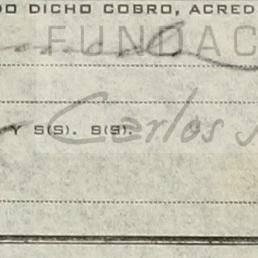 DO DICHO COBRO, ACRED
FUNDAC
Y S(S). S(S). Carlos